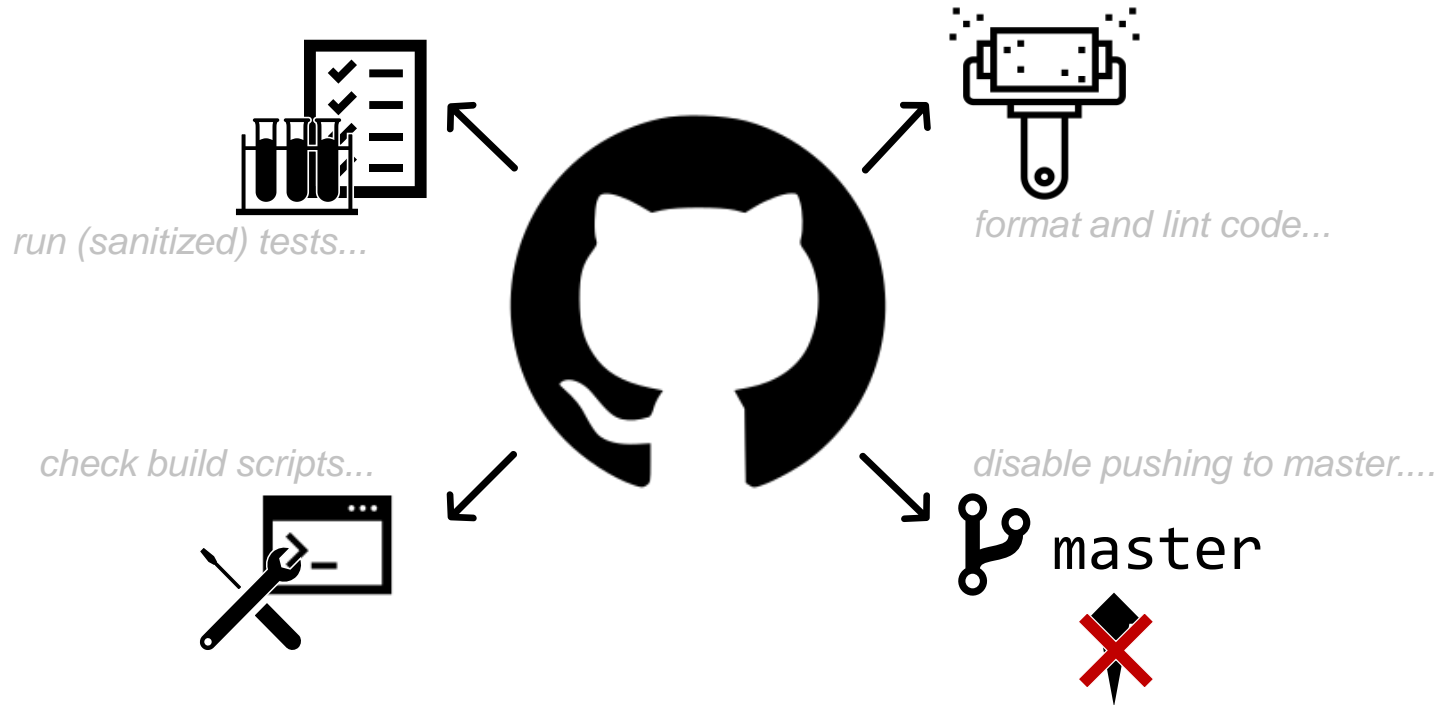 run (sanitized) tests...
format and lint code...
check build scripts...
disable pushing to master....
master